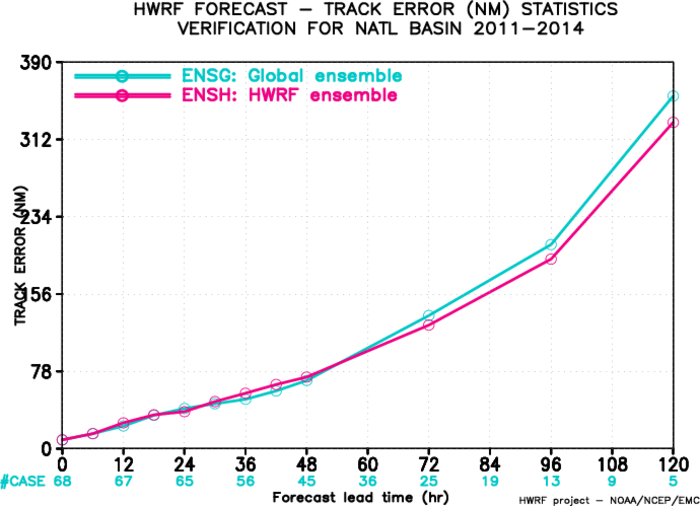 HWRF FORECAST – TRACK ERROR (NM) STATISTICS
VERIFICATION FOR NATL BASIN 2011–2014
ENSG: Global ensemble
ENSH: HWRF ensemble
TRACK ERROR (NM)
390
312
234
156
78
0
0 12 24 36 48 60 72 84 96 108 120
#CASE 68 67 65 56 45 36 25 19 13 9 5
Forecast lead time (hr)
HWRF project – NOAA/NCEP/EMC